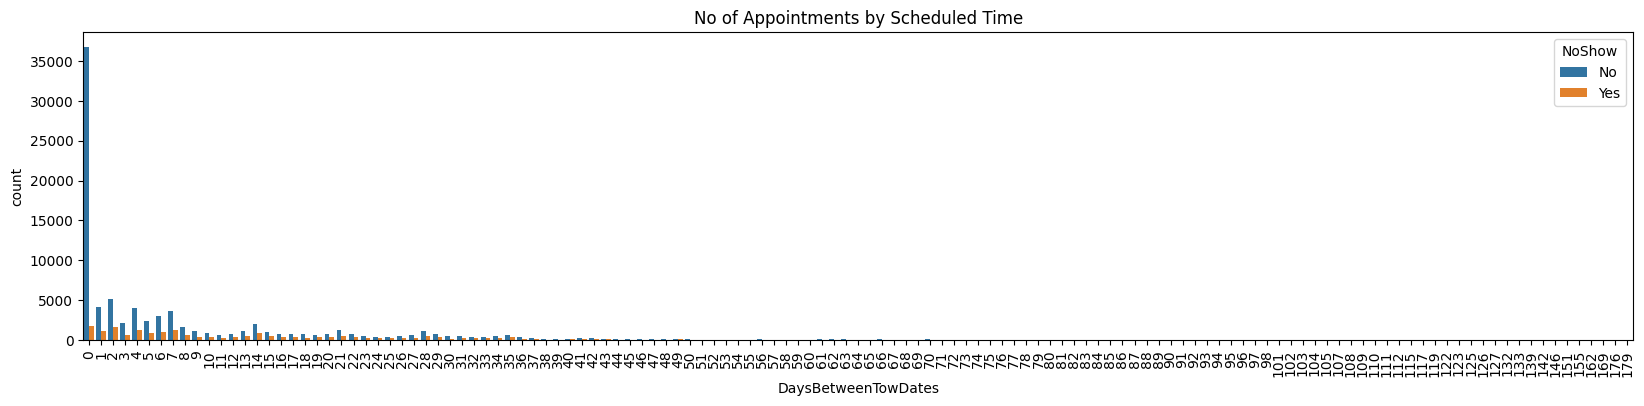 No of Appointments by Scheduled Time
NoShow
No
Yes
35000
30000
25000
20000
15000
10000
5000
0
count
0 1 2 3 4 5 6 7 8 9 10 11 12 13 14 15 16 17 18 19 20 21 22 23 24 25 26 27 28 29 30 31 32 33 34 35 36 37 38 39 40 41 42 43 44 45 46 47 48 49 50 51 52 53 54 55 56 57 58 59 60 61 62 63 64 65 66 67 68 69 70 71 72 73 74 75 76 77 78 79 80 81 82 83 84 85 86 87 88 89 90 91 92 93 94 95 96 97 98 101 102 103 104 105 107 108 109 110 111 112 115 117 119 122 123 125 126 127 132 133 139 142 146 151 155 162 169 176 179
DaysBetweenTowDates